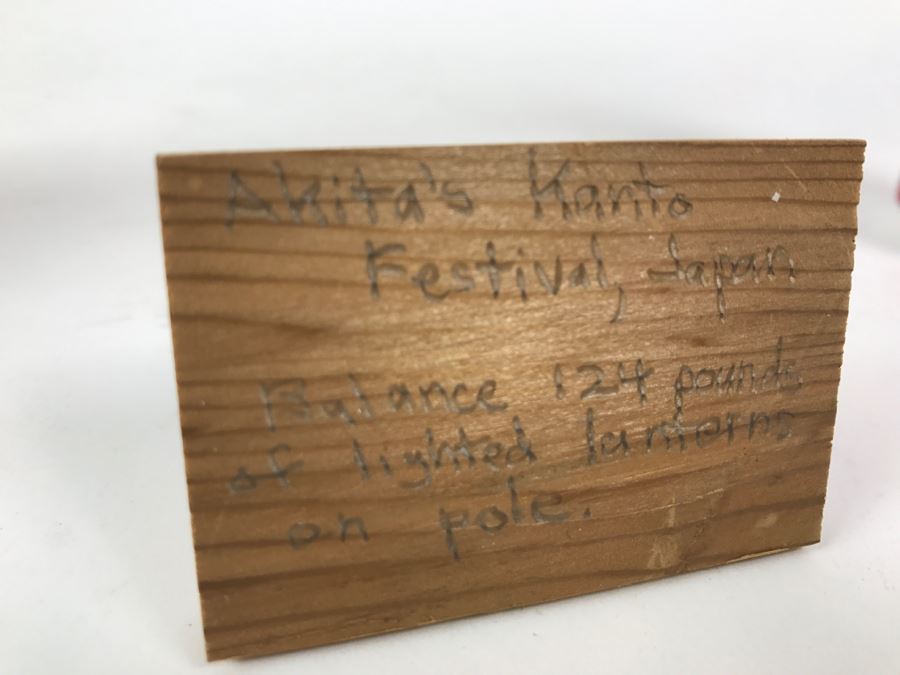 Akita's Kanto
Festival, Japan
Balance 124 pounds
of lighted lanterns
on pole.